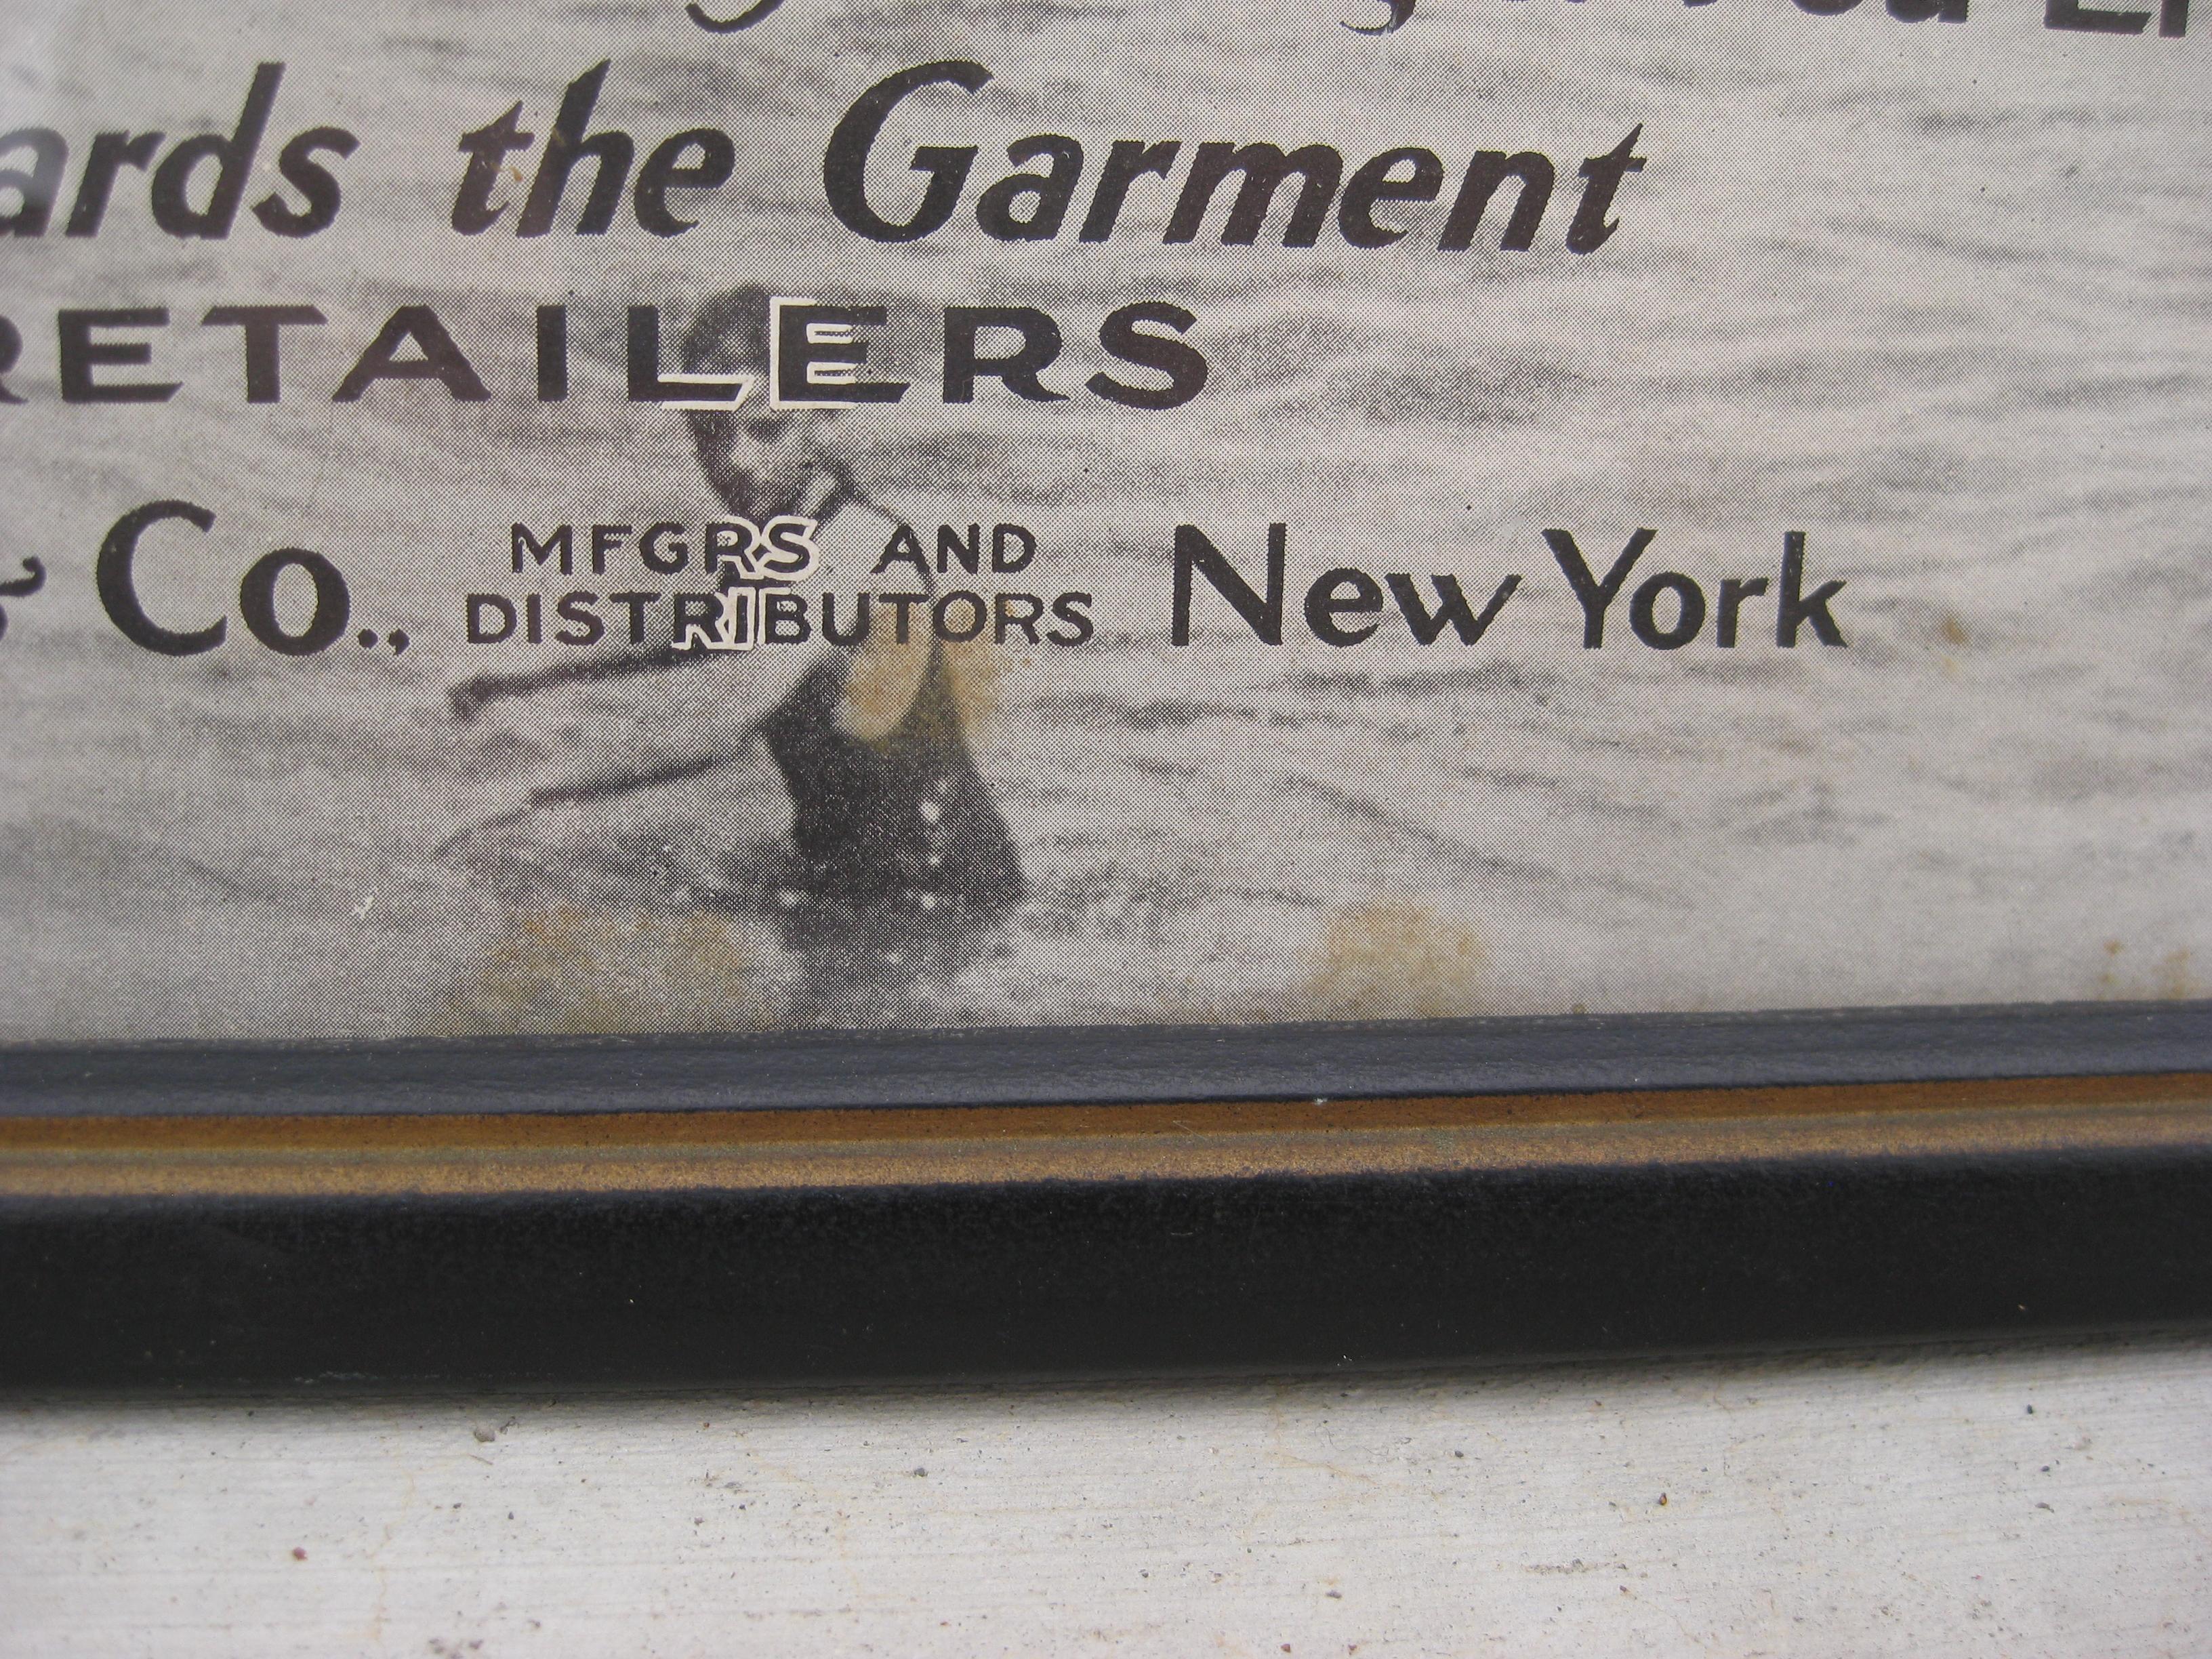 ards the Garment
RETAILERS
Co., MFGRS AND DISTRIBUTORS New York